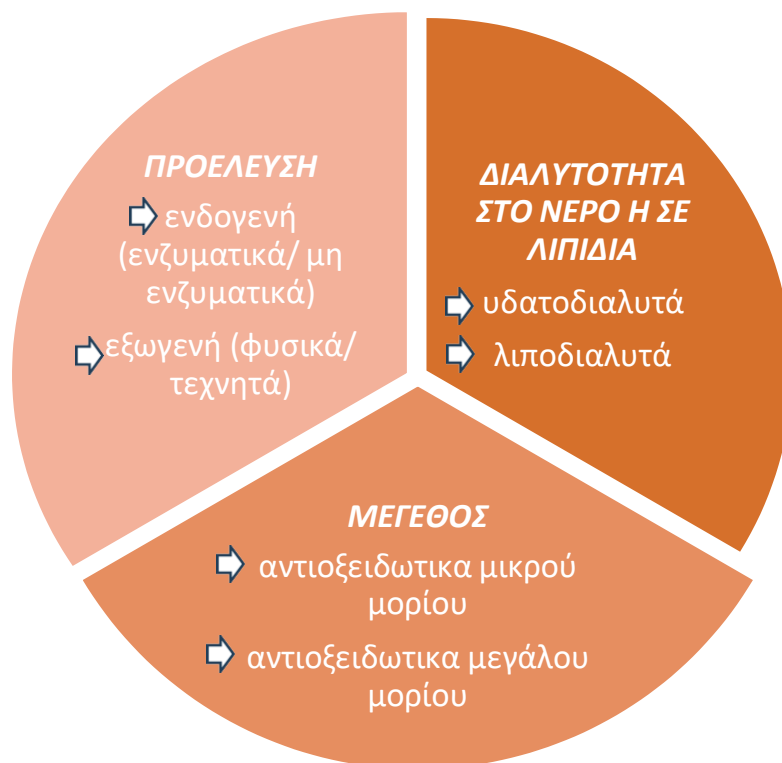 ΠΡΟΕΛΕΥΣΗ
ενδογενή
(ενζυματικά/ μη
ενζυματικά)
εξωγενή (φυσικά/
τεχνητά)
ΔΙΑΛΥΤΟΤΗΤΑ
ΣΤΟ ΝΕΡΟ Η ΣΕ
ΛΙΠΙΔΙΑ
υδατοδιαλυτά
λιποδιαλυτά
ΜΕΓΕΘΟΣ
αντιοξειδωτικα μικρού
μορίου
αντιοξειδωτικα μεγάλου
μορίου